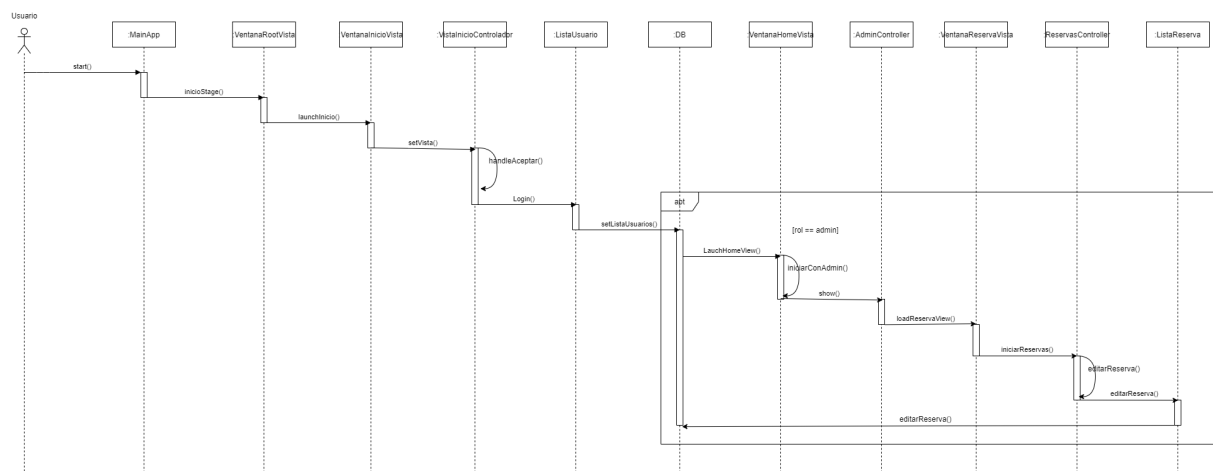 Usuario
:MainApp
:VentanaRootVista
:VentanaInicioVista
:VistaInicioControlador
:ListaUsuario
:DB
:VentanaHomeVista
:AdminController
:VentanaReservaVista
:ReservasController
:ListaReserva
start()
inicioStage()
launchInicio()
setVista()
handleAceptar()
Login()
apt
setListaUsuarios()
[rol == admin]
LauchHomeView()
iniciarConAdmin()
show()
loadReservaView()
iniciarReservas()
editarReserva()
editarReserva()
editarReserva()